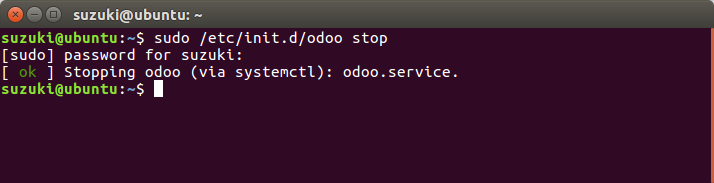 suzuki@ubuntu: ~
suzuki@ubuntu:~$ sudo /etc/init.d/odoo stop
[sudo] password for suzuki:
[ ok ] Stopping odoo (via systemctl): odoo.service.
suzuki@ubuntu:~$